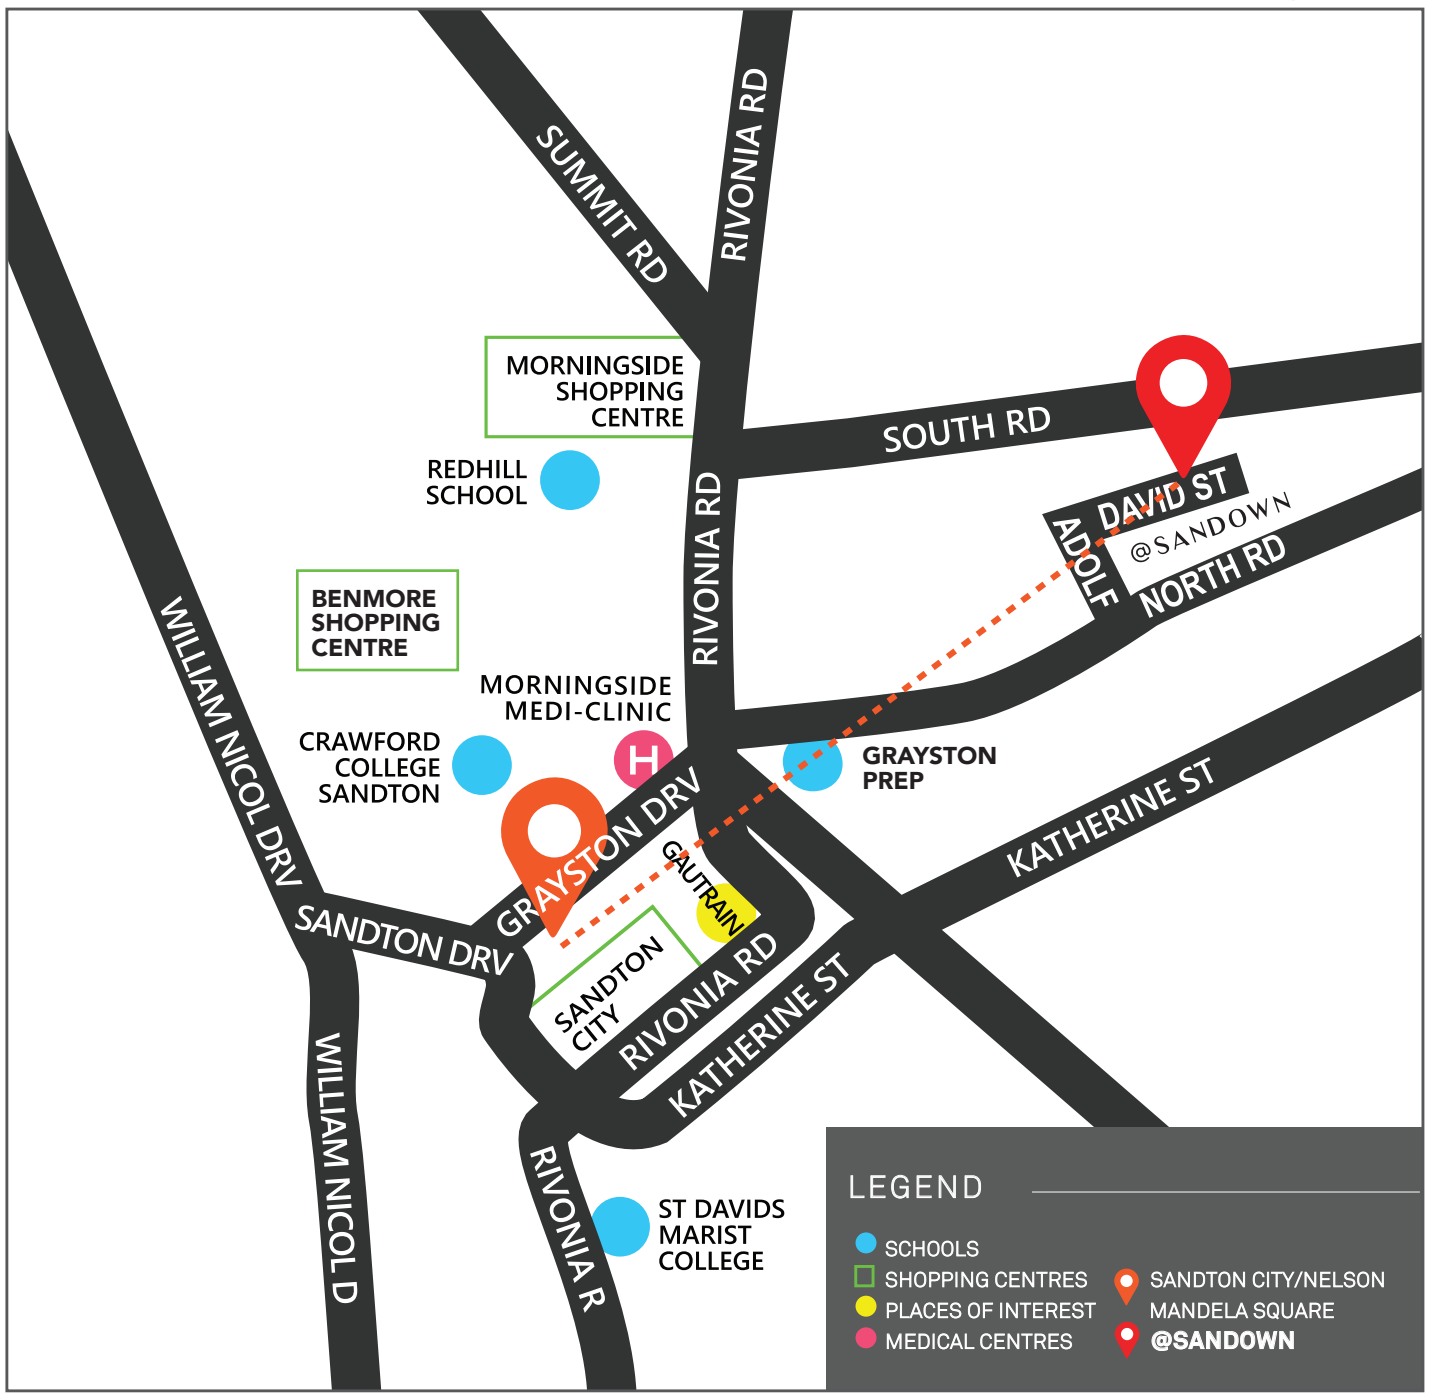 RIVONIA RD
SUMMIT RD
MORNINGSIDE
SHOPPING
CENTRE
SOUTH RD
REDHILL
SCHOOL
RIVONIA RD
DAVID ST
@SANDOWN
ADOLF
NORTH RD
BENMORE
SHOPPING
CENTRE
WILLIAM NICOL DRV
MORNINGSIDE
MEDI-CLINIC
H
CRAWFORD
COLLEGE
SANDTON
GRAYSTON
PREP
GRAYSTON DRV
KATHERINE ST
GAUTRAIN
SANDTON DRV
SANDTON
CITY
RIVONIA RD
KATHERINE ST
WILLIAM NICOL D
RIVONIA R
ST DAVIDS
MARIST
COLLEGE
LEGEND
SCHOOLS
SHOPPING CENTRES
PLACES OF INTEREST
MEDICAL CENTRES
SANDTON CITY/NELSON
MANDELA SQUARE
@SANDOWN